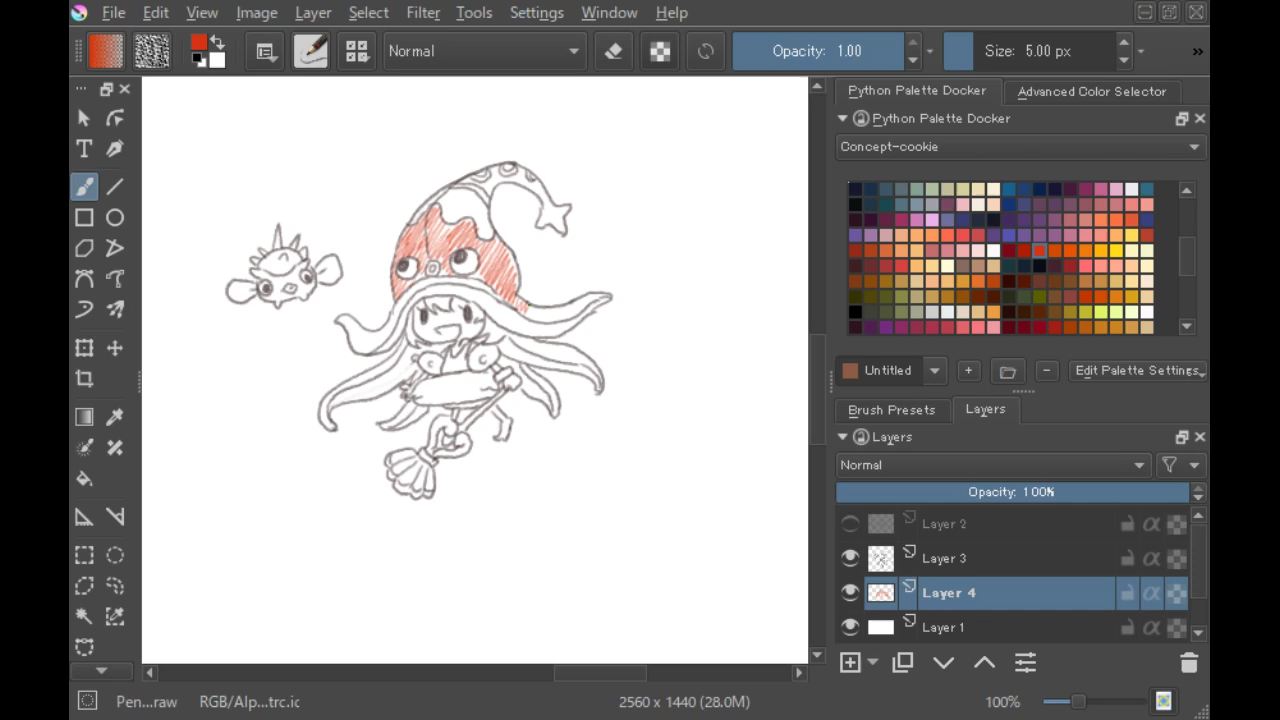 File Edit View Image Layer Select Filter Tools Settings Window Help
Normal Opacity: 1.00 Size: 5.00 px »
Python Palette Docker Advanced Color Selector
Python Palette Docker
Concept-cookie
Untitled + - Edit Palette Settings
Brush Presets Layers
Layers
Normal
Opacity: 100%
Layer 2
Layer 3
Layer 4
Layer 1
Pen...raw RGB/Alp...trc.ic 2560 x 1440 (28.0M) 100%